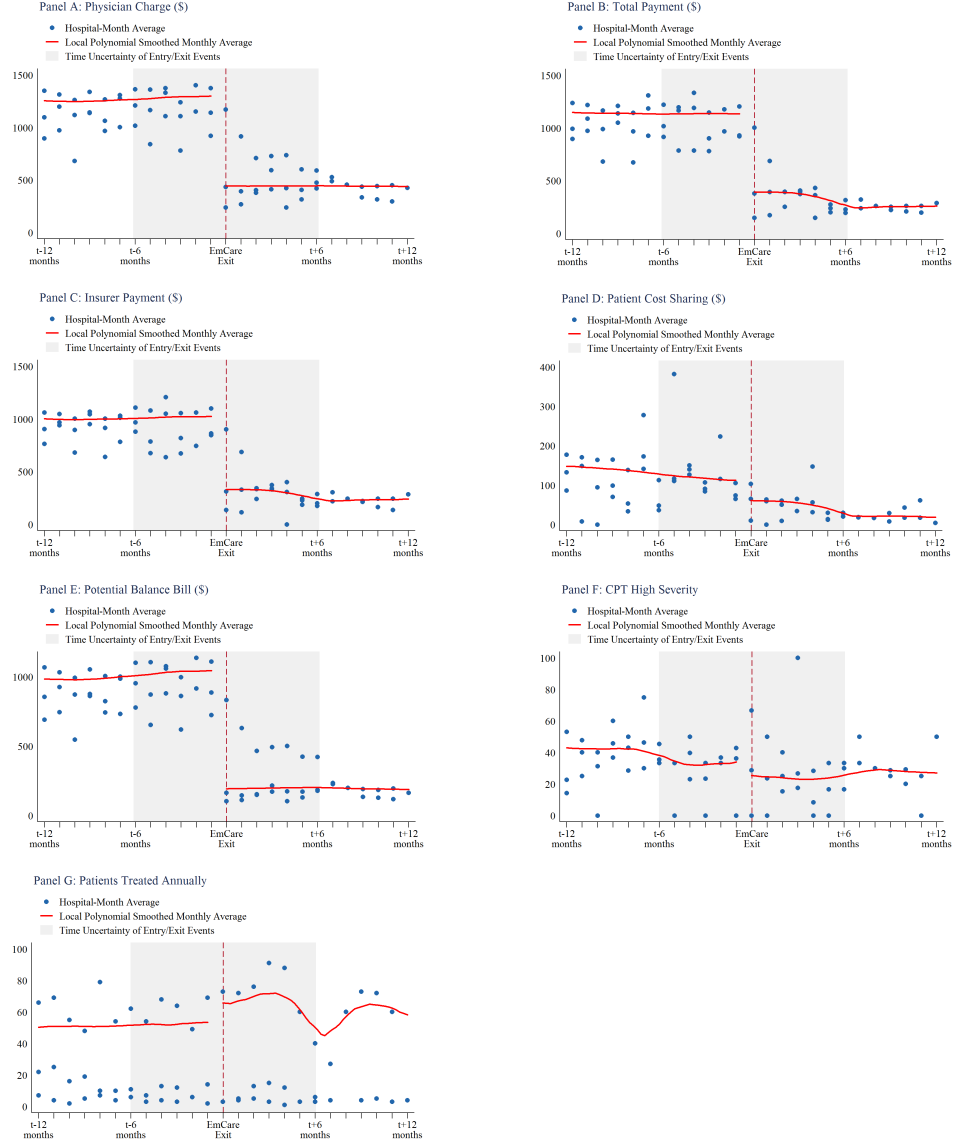 Panel A: Physician Charge ($)
Hospital-Month Average
Local Polynomial Smoothed Monthly Average
Time Uncertainty of Entry/Exit Events
1500
1000
500
0
t-12 months
t-6 months
EmCare Exit
t+6 months
t+12 months
Panel B: Total Payment ($)
Hospital-Month Average
Local Polynomial Smoothed Monthly Average
Time Uncertainty of Entry/Exit Events
1500
1000
500
0
t-12 months
t-6 months
EmCare Exit
t+6 months
t+12 months
Panel C: Insurer Payment ($)
Hospital-Month Average
Local Polynomial Smoothed Monthly Average
Time Uncertainty of Entry/Exit Events
1500
1000
500
0
t-12 months
t-6 months
EmCare Exit
t+6 months
t+12 months
Panel D: Patient Cost Sharing ($)
Hospital-Month Average
Local Polynomial Smoothed Monthly Average
Time Uncertainty of Entry/Exit Events
400
300
200
100
0
t-12 months
t-6 months
EmCare Exit
t+6 months
t+12 months
Panel E: Potential Balance Bill ($)
Hospital-Month Average
Local Polynomial Smoothed Monthly Average
Time Uncertainty of Entry/Exit Events
1000
500
0
t-12 months
t-6 months
EmCare Exit
t+6 months
t+12 months
Panel F: CPT High Severity
Hospital-Month Average
Local Polynomial Smoothed Monthly Average
Time Uncertainty of Entry/Exit Events
100
80
60
40
20
0
t-12 months
t-6 months
EmCare Exit
t+6 months
t+12 months
Panel G: Patients Treated Annually
Hospital-Month Average
Local Polynomial Smoothed Monthly Average
Time Uncertainty of Entry/Exit Events
100
80
60
40
20
0
t-12 months
t-6 months
EmCare Exit
t+6 months
t+12 months